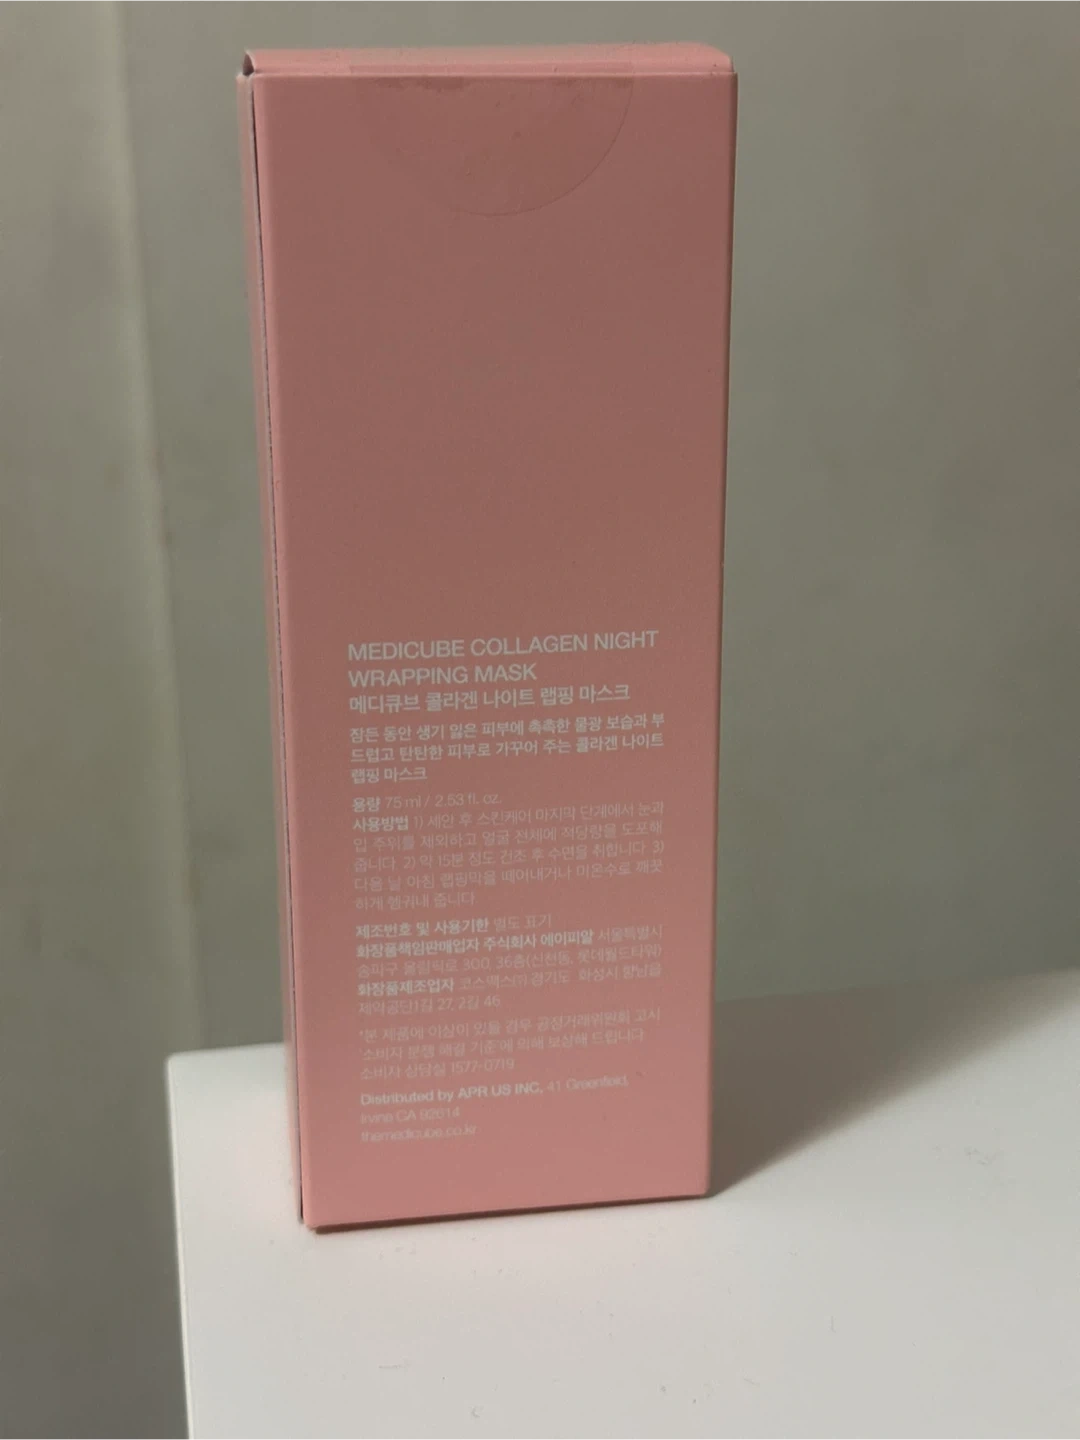 MEDICUBE COLLAGEN NIGHT
WRAPPING MASK
메디큐브 콜라겐 나이트 랩핑 마스크
잠든 동안 생기 잃은 피부에 촉촉한 물광 보습과 부
드럽고 탄탄한 피부로 가꾸어 주는 콜라겐 나이트
랩핑 마스크
용량 75 ml / 2.53 fl. oz.
사용방법 1) 세안 후 스킨케어 마지막 단계에서 눈과
입 주위를 제외하고 얼굴 전체에 적당량을 도포해
줍니다. 2) 약 15분 정도 건조 후 수면을 취합니다. 3)
다음 날 아침 랩핑막을 떼어내거나 미온수로 깨끗
하게 헹궈내 줍니다.
제조번호 및 사용기한 별도 표기
화장품책임판매업자 주식회사 에이피알 서울특별시
송파구 올림픽로 300, 36층(신천동, 롯데월드타워)
화장품제조업자 코스맥스㈜ 경기도 화성시 향남읍
제약공단1길 27, 2길 46
*본 제품에 이상이 있을 경우 공정거래위원회 고시
'소비자 분쟁 해결 기준'에 의해 보상해 드립니다.
소비자 상담실 1577-0719
Distributed by APR US INC, 41 Greenfield,
Irvine CA 92614
themedicube.co.kr